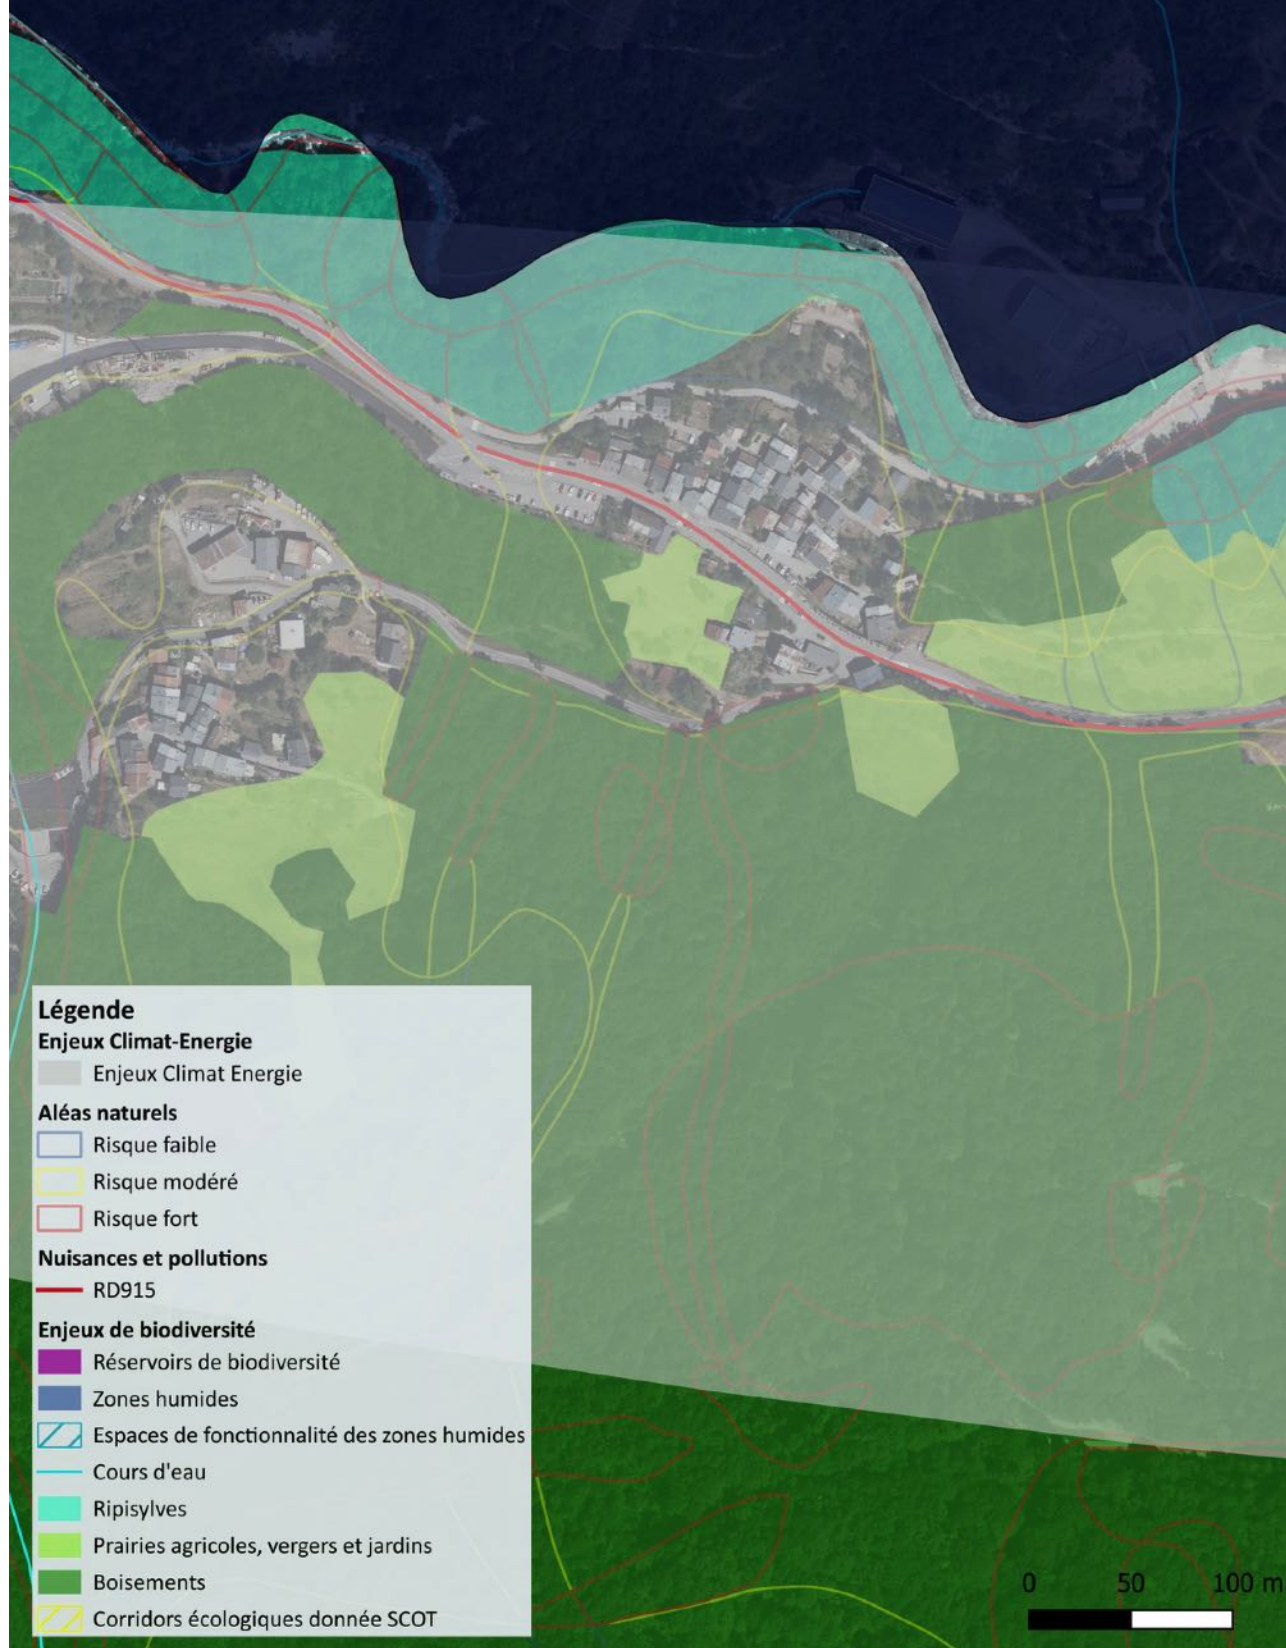 Légende
Enjeux Climat-Energie
Enjeux Climat Energie
Aléas naturels
Risque faible
Risque modéré
Risque fort
Nuisances et pollutions
RD915
Enjeux de biodiversité
Réservoirs de biodiversité
Zones humides
Espaces de fonctionnalité des zones humides
Cours d'eau
Ripisylves
Prairies agricoles, vergers et jardins
Boisements
Corridors écologiques donnée SCOT
0 50 100 m